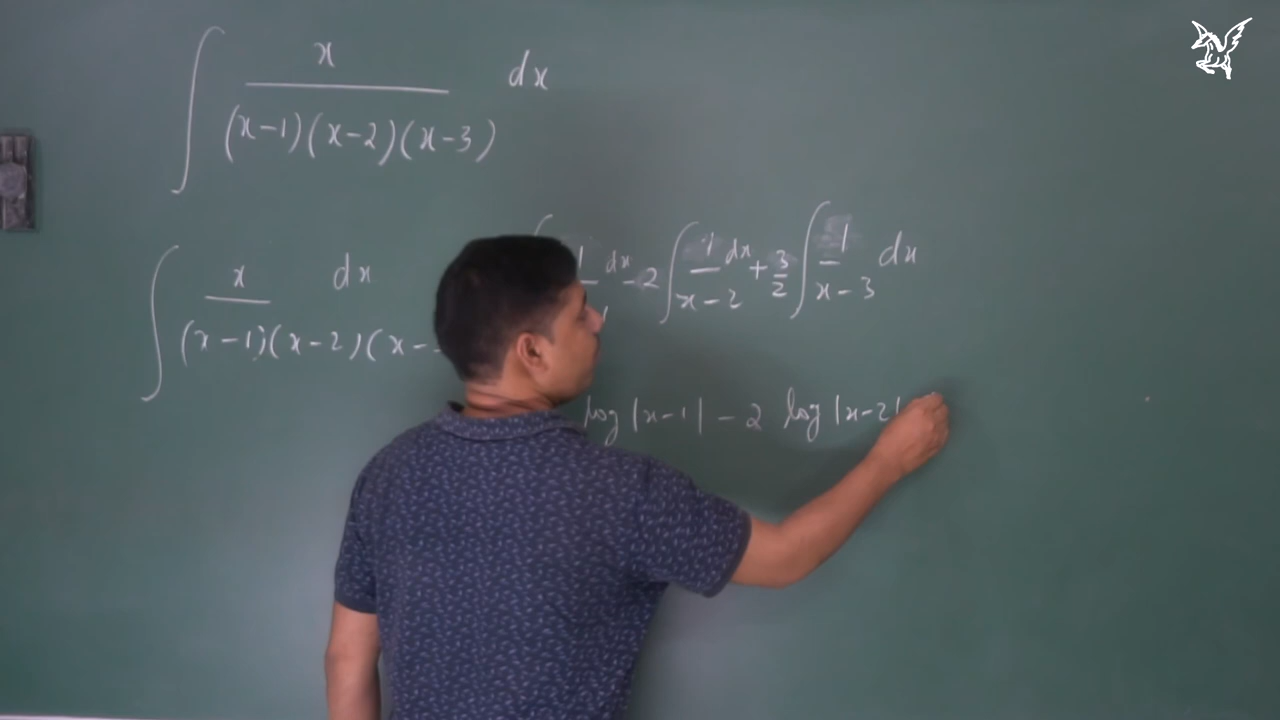 ∫ x / (x-1)(x-2)(x-3) dx
∫ x / (x-1)(x-2)(x- dx ∫ 1 dx - 2 ∫ 1 / x-2 dx + 3/2 ∫ 1 / x-3 dx
log |x-1| - 2 log |x-2|